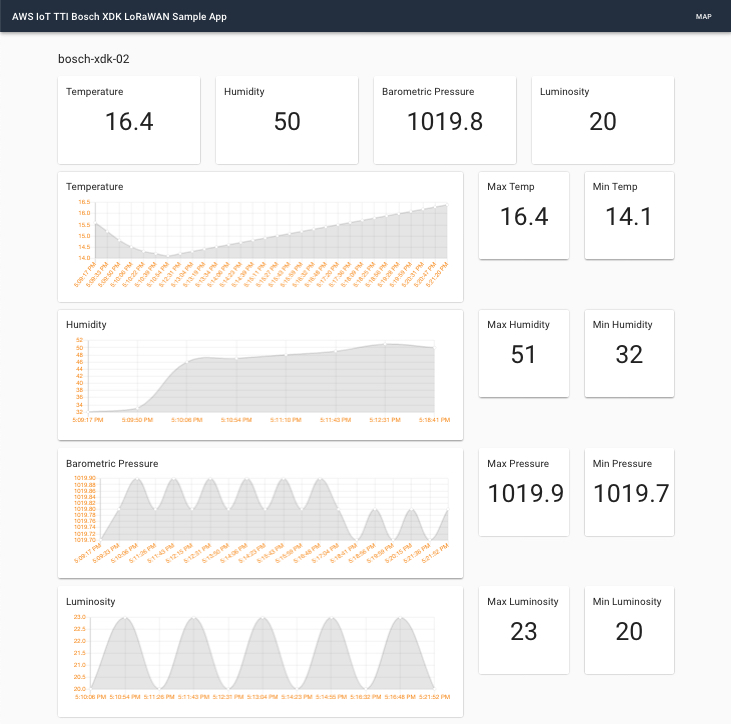 AWS IoT TTI Bosch XDK LoRaWAN Sample App MAP
bosch-xdk-02
Temperature Humidity Barometric Pressure Luminosity
16.4 50 1019.8 20
Temperature
16.5
16.0
15.5
15.0
14.5
14.0
Max Temp Min Temp
16.4 14.1
Humidity
52
50
48
46
44
42
40
38
36
34
32
5:09:17 PM 5:09:50 PM 5:10:06 PM 5:10:54 PM 5:11:10 PM 5:11:43 PM 5:12:31 PM 5:18:41 PM
Max Humidity Min Humidity
51 32
Barometric Pressure
1019.90
1019.88
1019.86
1019.84
1019.82
1019.80
1019.78
1019.76
1019.74
1019.72
1019.70
Max Pressure Min Pressure
1019.9 1019.7
Luminosity
23.0
22.5
22.0
21.5
21.0
20.5
20.0
5:10:06 PM 5:10:54 PM 5:11:26 PM 5:11:43 PM 5:12:31 PM 5:13:04 PM 5:14:23 PM 5:14:56 PM 5:16:32 PM 5:16:48 PM 5:21:52 PM
Max Luminosity Min Luminosity
23 20